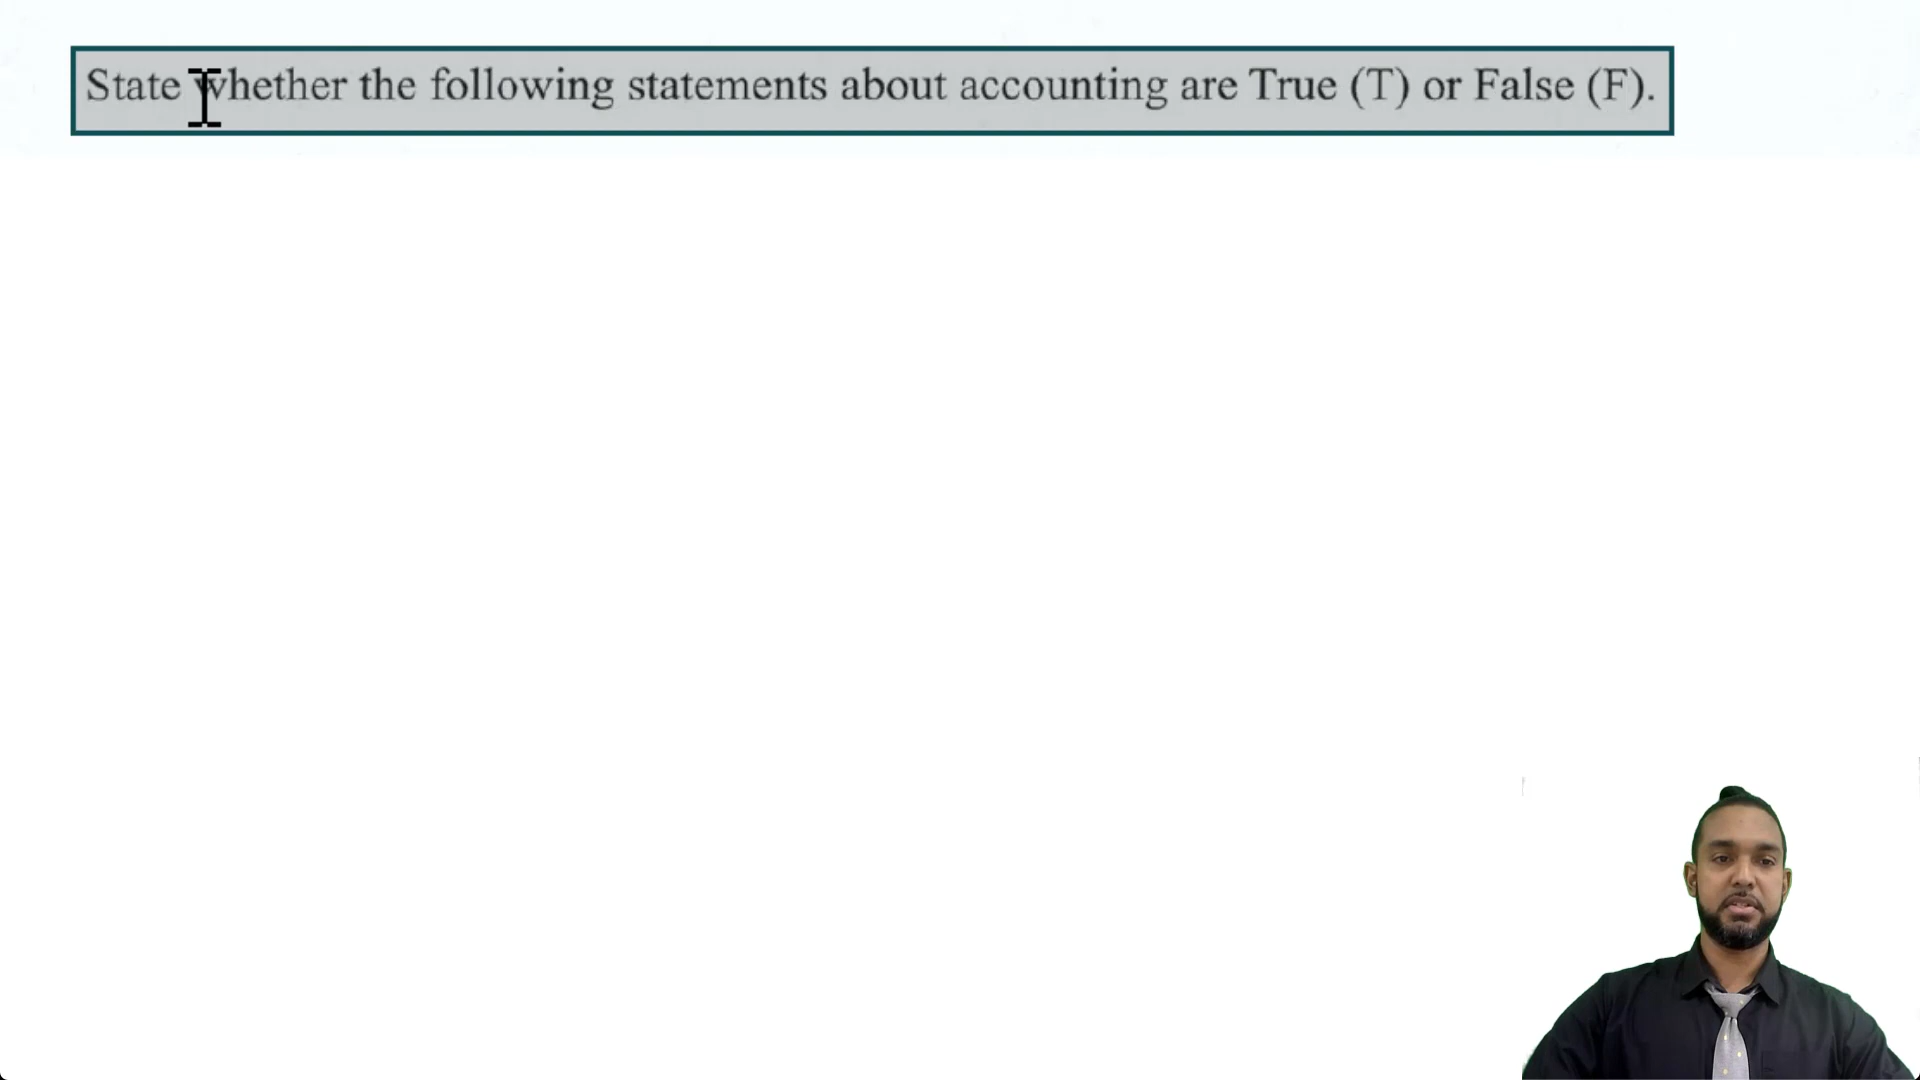 State whether the following statements about accounting are True (T) or False (F).